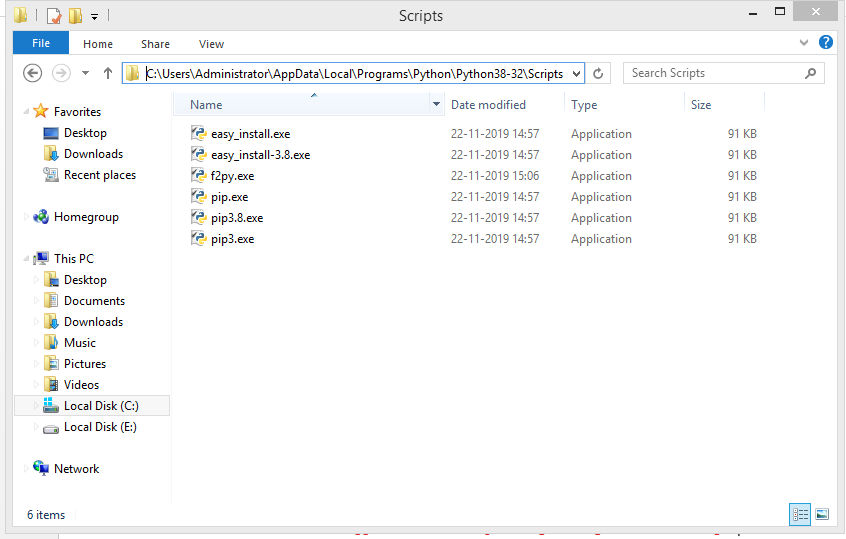 Scripts
File Home Share View
C:\Users\Administrator\AppData\Local\Programs\Python\Python38-32\Scripts Search Scripts
Name Date modified Type Size
Favorites
Desktop
Downloads
Recent places
Homegroup
This PC
Desktop
Documents
Downloads
Music
Pictures
Videos
Local Disk (C:)
Local Disk (E:)
Network
easy_install.exe 22-11-2019 14:57 Application 91 KB
easy_install-3.8.exe 22-11-2019 14:57 Application 91 KB
f2py.exe 22-11-2019 15:06 Application 91 KB
pip.exe 22-11-2019 14:57 Application 91 KB
pip3.8.exe 22-11-2019 14:57 Application 91 KB
pip3.exe 22-11-2019 14:57 Application 91 KB
6 items